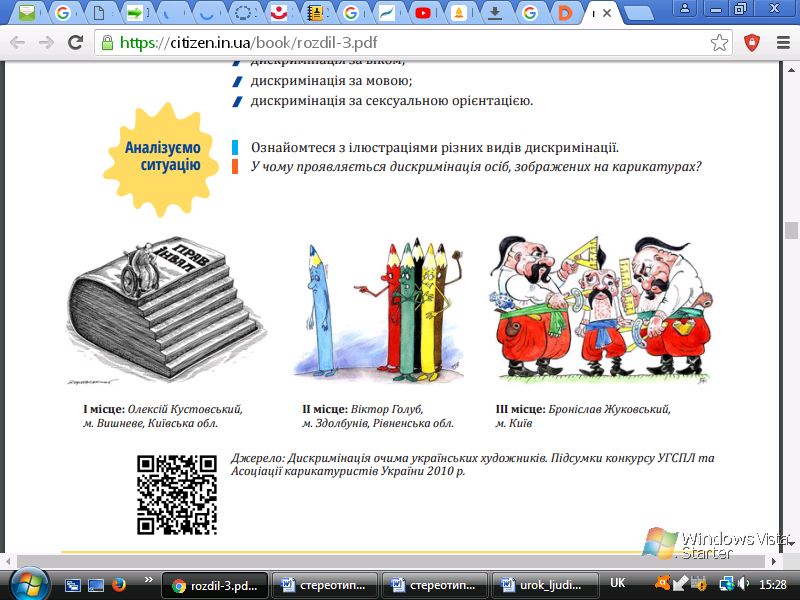 https://citizen.in.ua/book/rozdil-3.pdf
дискримінація за віком;
дискримінація за мовою;
дискримінація за сексуальною орієнтацією.
Аналізуємо
ситуацію
Ознайомтеся з ілюстраціями різних видів дискримінації.
У чому проявляється дискримінація осіб, зображених на карикатурах?
ПРАВ
ІНВАЛ
І місце: Олексій Кустовський,
м. Вишневе, Київська обл.
ІІ місце: Віктор Голуб,
м. Здолбунів, Рівненська обл.
ІІІ місце: Броніслав Жуковський,
м. Київ
Джерело: Дискримінація очима українських художників. Підсумки конкурсу УГСПЛ та
Асоціації карикатуристів України 2010 р.
Windows Vista
Starter
rozdil-3.pd...
стереотип...
стереотип...
urok_ljudi...
UK
15:28